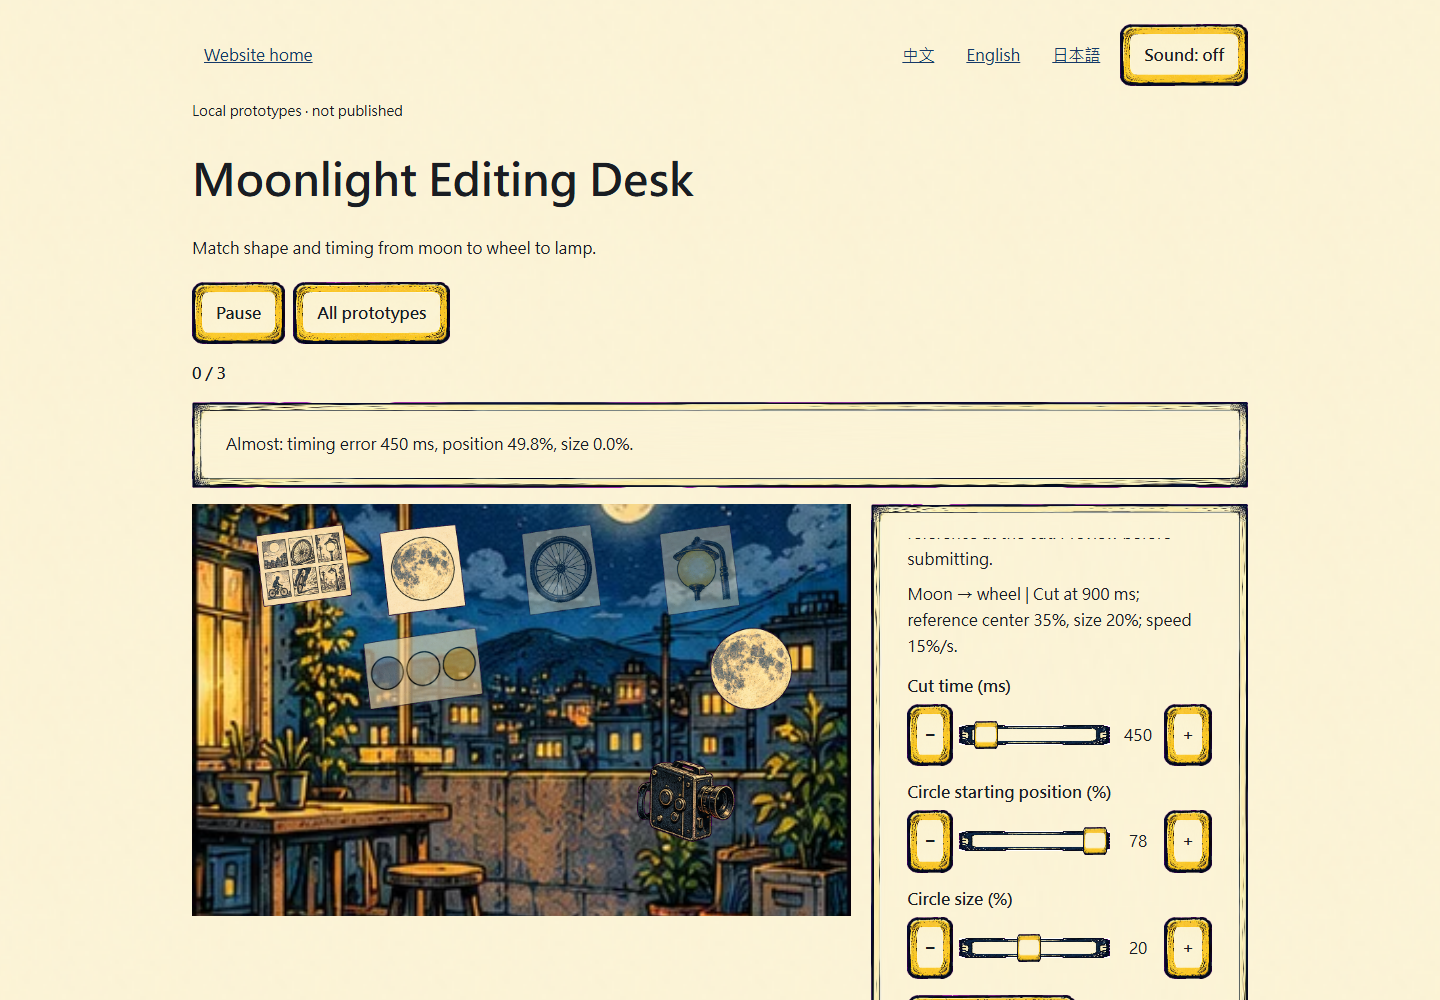 Website home
中文
English
日本語
Sound: off
Local prototypes · not published
Moonlight Editing Desk
Match shape and timing from moon to wheel to lamp.
Pause
All prototypes
0 / 3
Almost: timing error 450 ms, position 49.8%, size 0.0%.
submitting.
Moon → wheel | Cut at 900 ms;
reference center 35%, size 20%; speed
15%/s.
Cut time (ms)
− 450 +
Circle starting position (%)
− 78 +
Circle size (%)
− 20 +